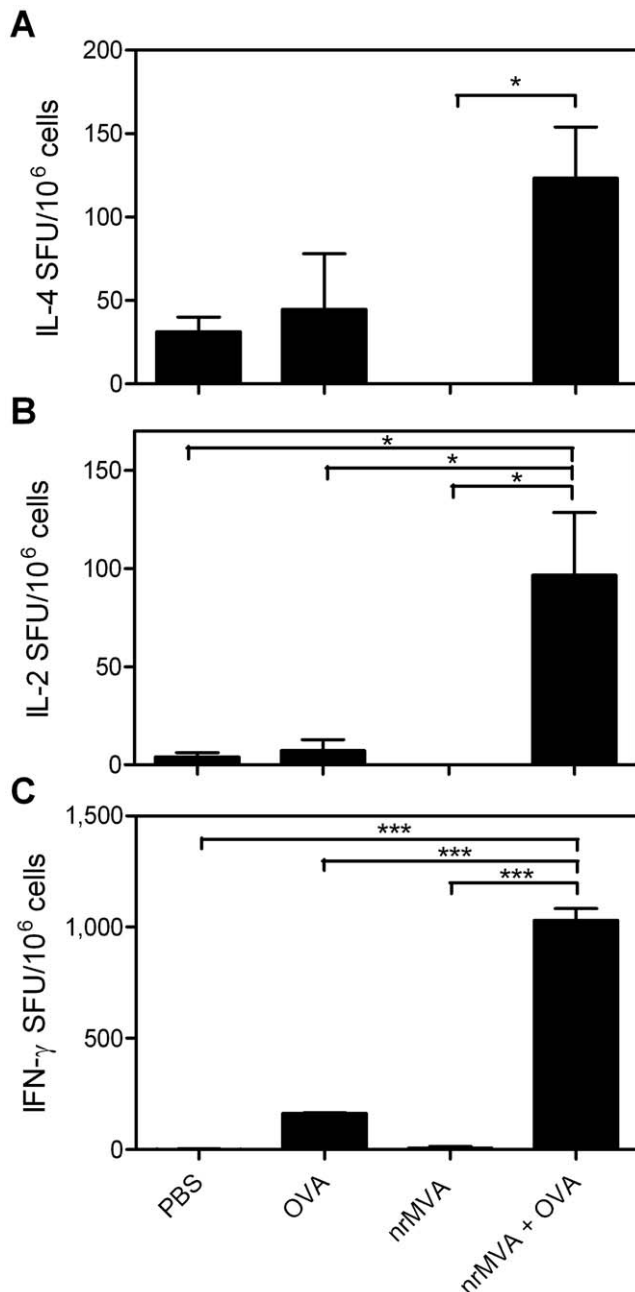 A
IL-4 SFU/10⁶ cells
200
150
100
50
0
*
B
IL-2 SFU/10⁶ cells
150
100
50
0
*
*
*
C
IFN-γ SFU/10⁶ cells
1,500
1,000
500
0
***
***
***
PBS
OVA
nrMVA
nrMVA + OVA